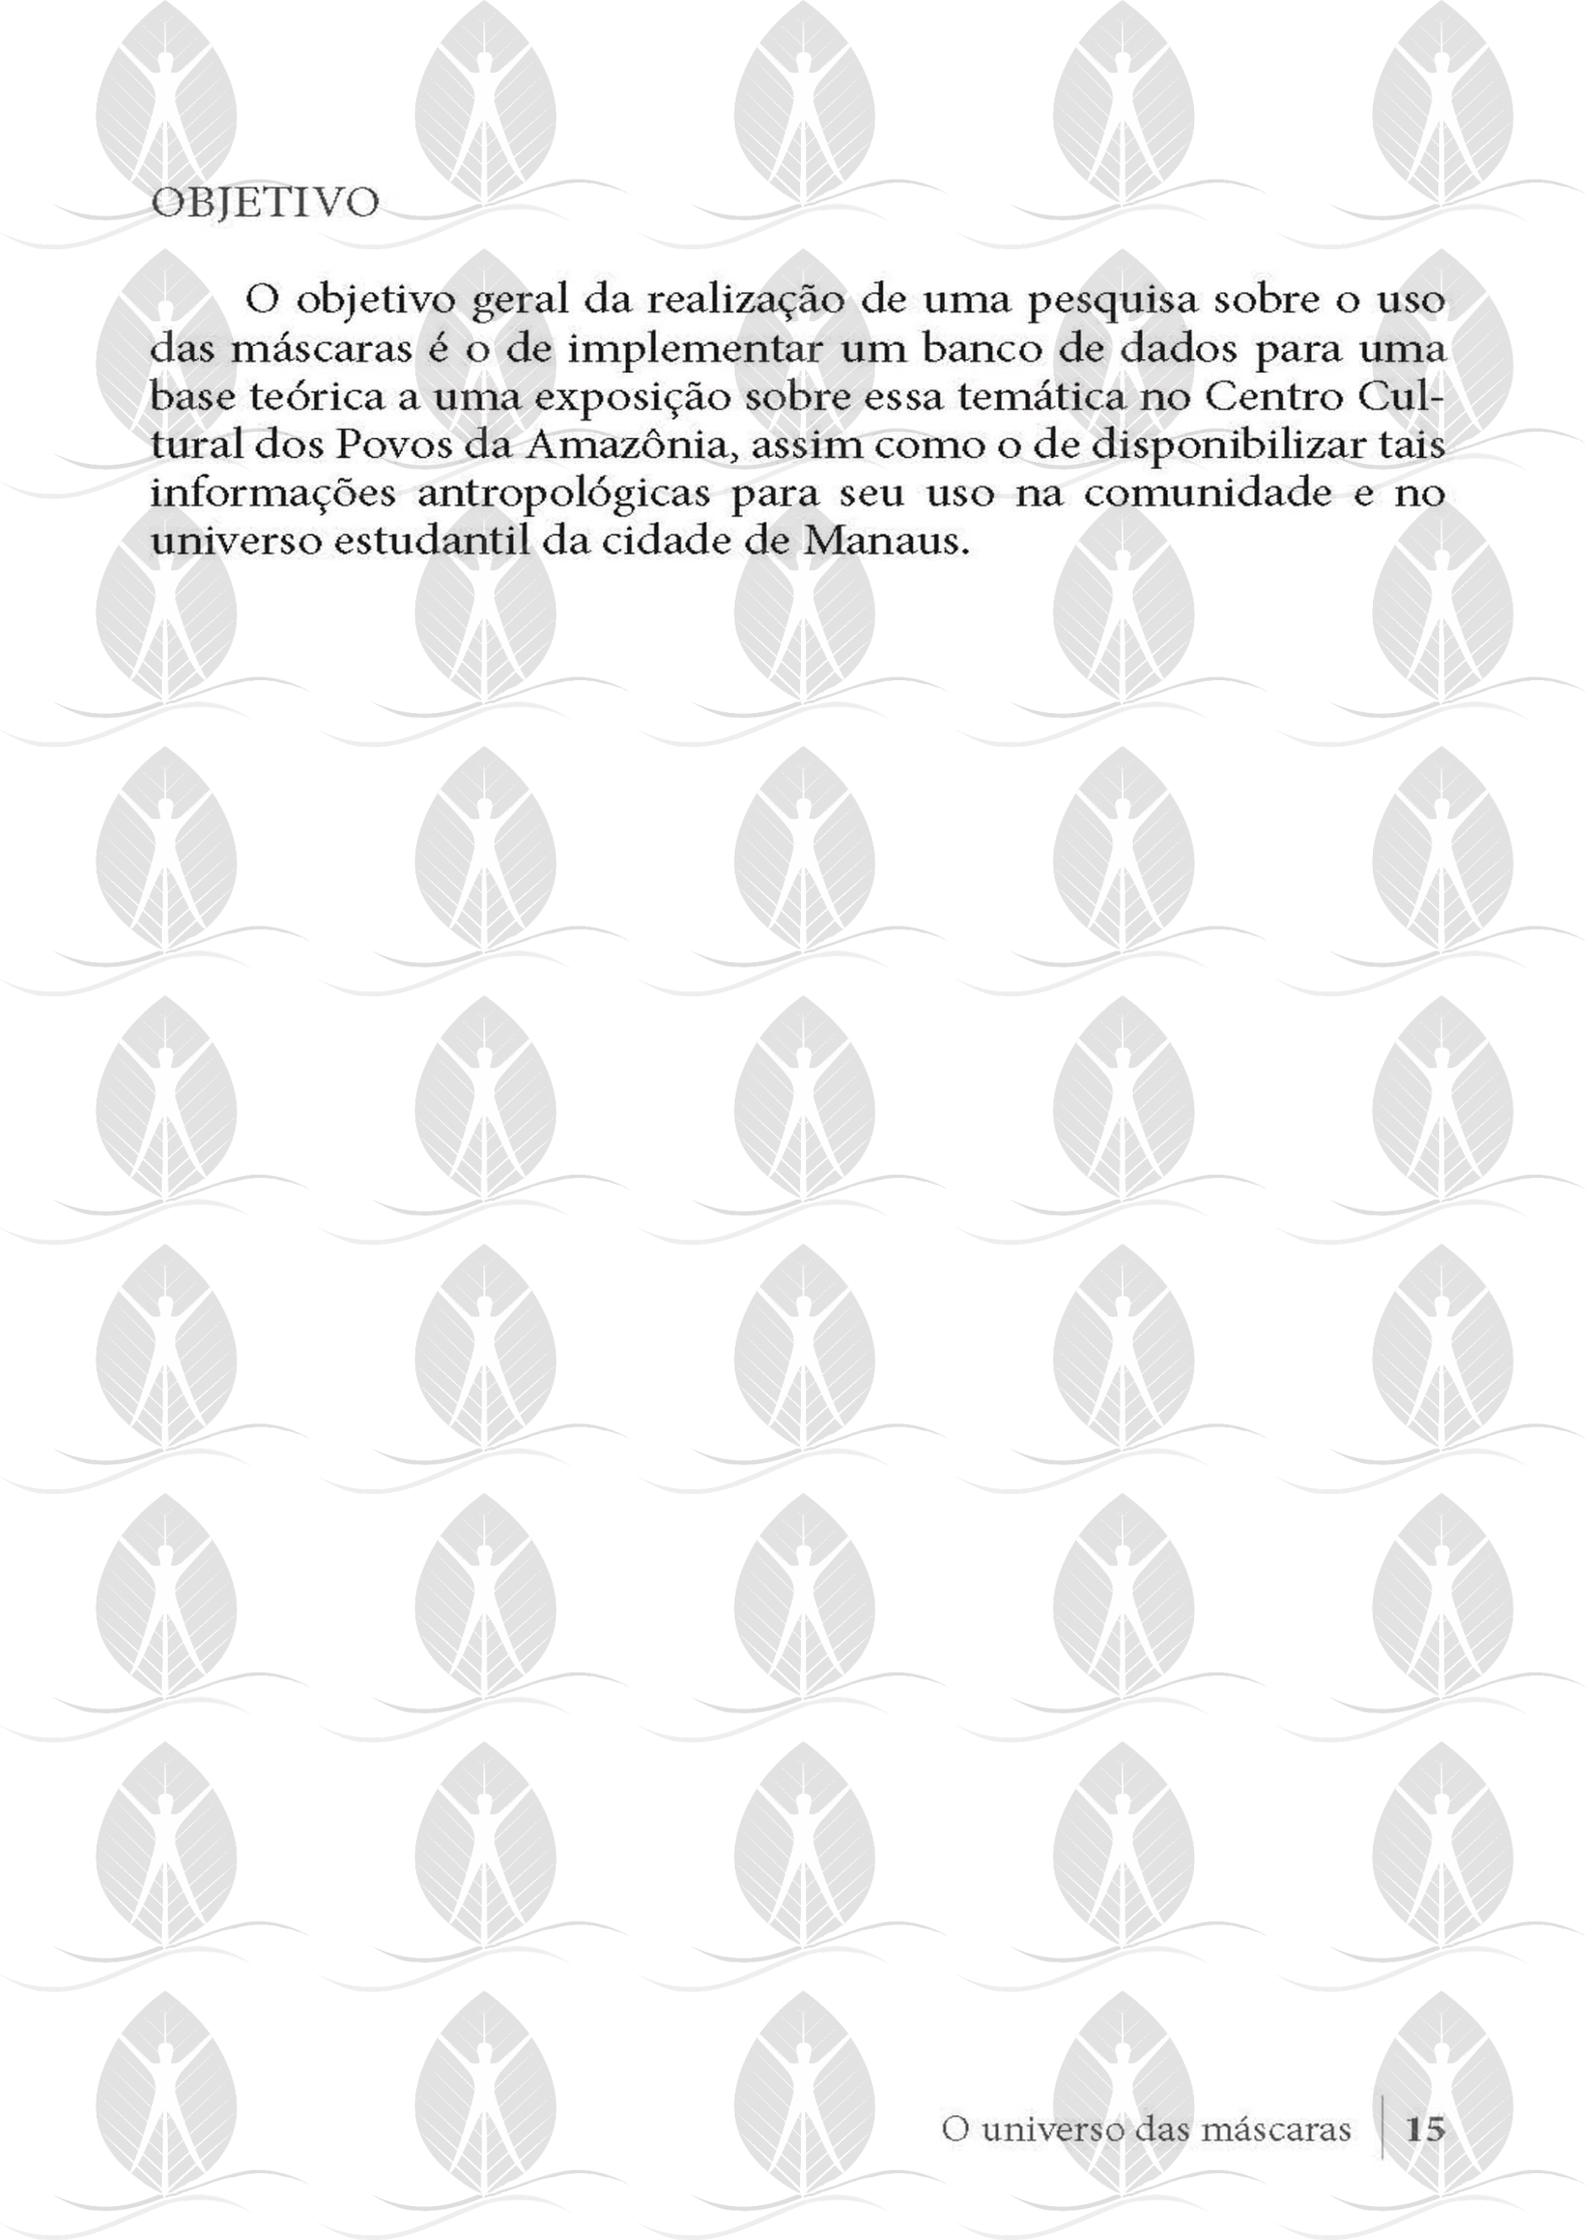 OBJETIVO
O objetivo geral da realização de uma pesquisa sobre o uso
das máscaras é o de implementar um banco de dados para uma
base teórica a uma exposição sobre essa temática no Centro Cul-
tural dos Povos da Amazônia, assim como o de disponibilizar tais
informações antropológicas para seu uso na comunidade e no
universo estudantil da cidade de Manaus.
O universo das máscaras | 15